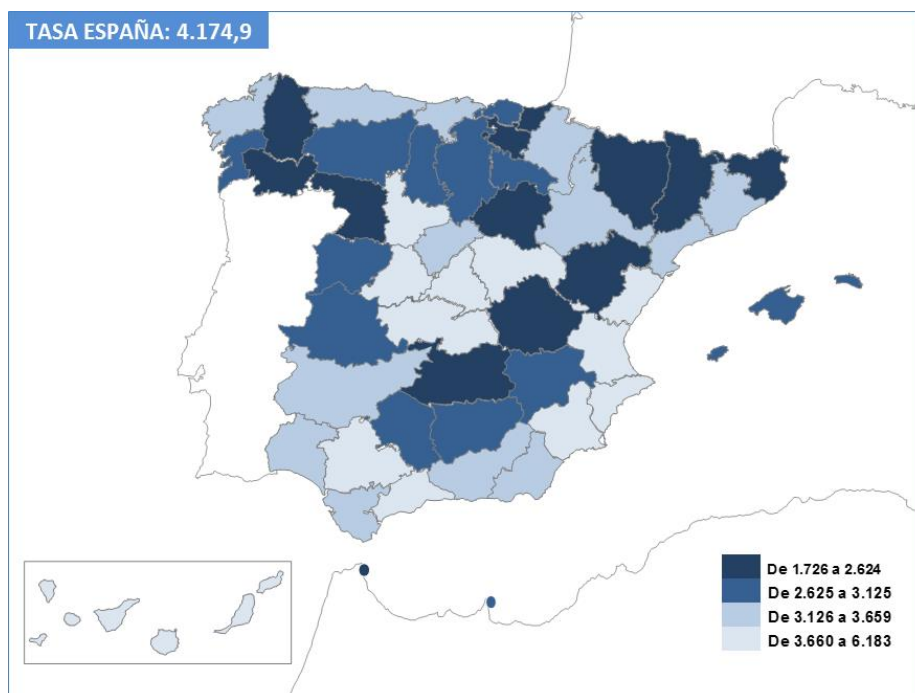 TASA ESPAÑA: 4.174,9
De 1.726 a 2.624
De 2.625 a 3.125
De 3.126 a 3.659
De 3.660 a 6.183